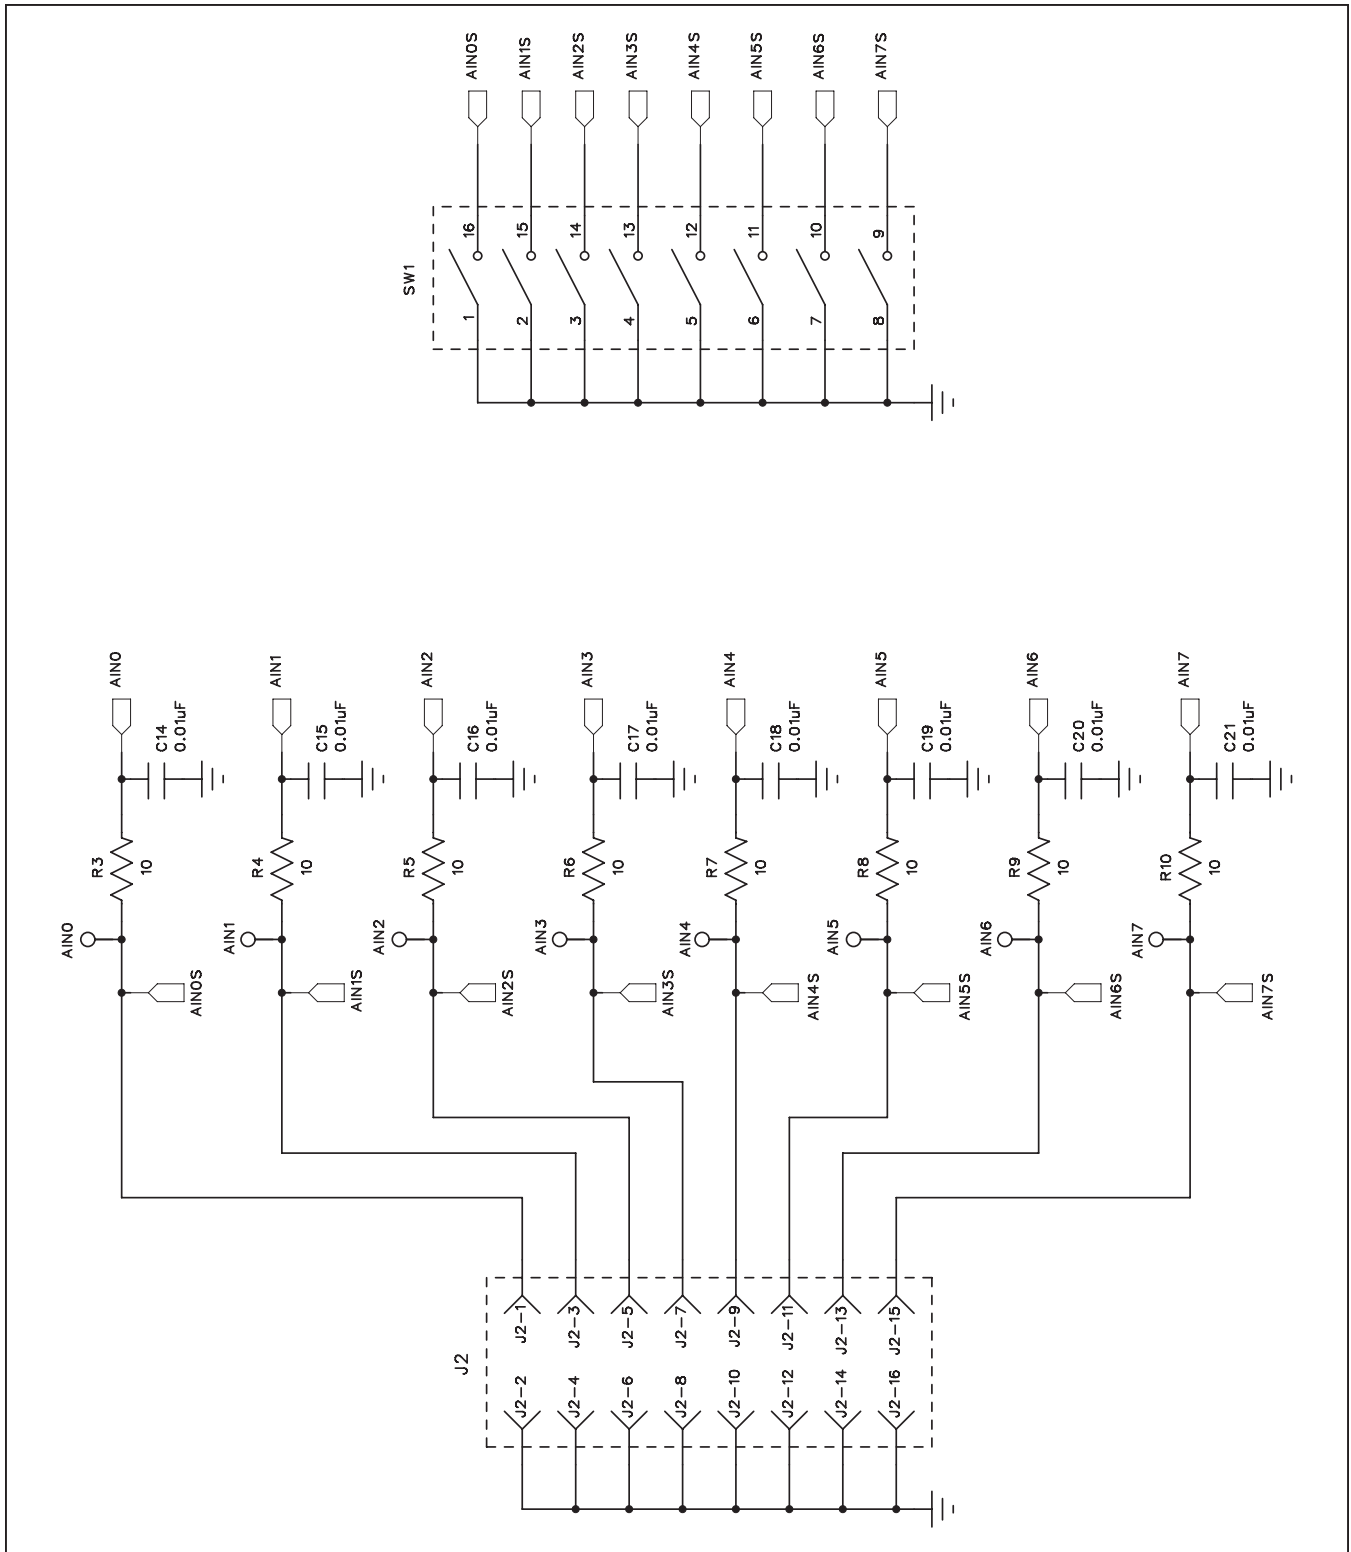 AIN0S
AIN1S
AIN2S
AIN3S
AIN4S
AIN5S
AIN6S
AIN7S
SW1
16
15
14
13
12
11
10
9
1
2
3
4
5
6
7
8
AIN0
AIN1
AIN2
AIN3
AIN4
AIN5
AIN6
AIN7
C14
0.01uF
C15
0.01uF
C16
0.01uF
C17
0.01uF
C18
0.01uF
C19
0.01uF
C20
0.01uF
C21
0.01uF
R3
10
R4
10
R5
10
R6
10
R7
10
R8
10
R9
10
R10
10
AIN0
AIN1
AIN2
AIN3
AIN4
AIN5
AIN6
AIN7
AIN0S
AIN1S
AIN2S
AIN3S
AIN4S
AIN5S
AIN6S
AIN7S
J2
J2-1
J2-3
J2-5
J2-7
J2-9
J2-11
J2-13
J2-15
J2-2
J2-4
J2-6
J2-8
J2-10
J2-12
J2-14
J2-16